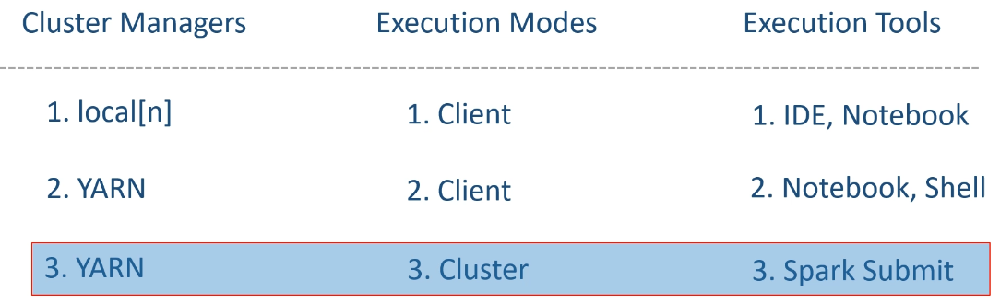 Cluster Managers Execution Modes Execution Tools
1. local[n] 1. Client 1. IDE, Notebook
2. YARN 2. Client 2. Notebook, Shell
3. YARN 3. Cluster 3. Spark Submit